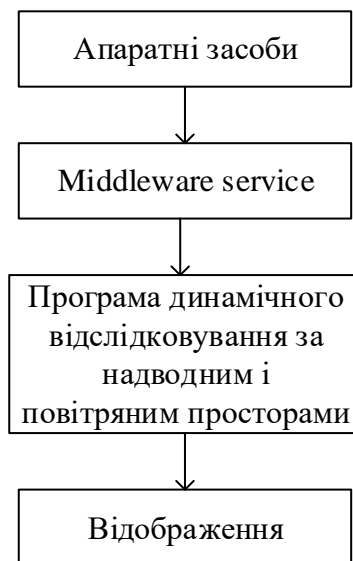 Апаратні засоби
Middleware service
Програма динамічного
відслідковування за
надводним і
повітряним просторами
Відображення